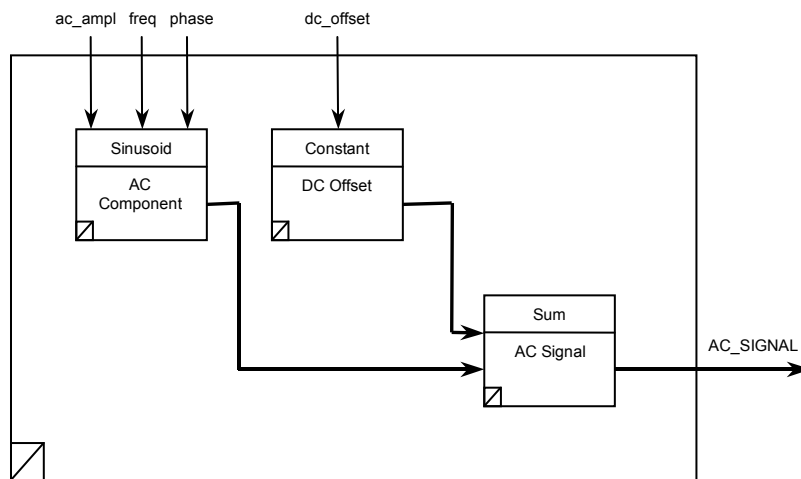 ac_ampl freq phase dc_offset
Sinusoid
AC
Component
Constant
DC Offset
Sum
AC Signal
AC_SIGNAL